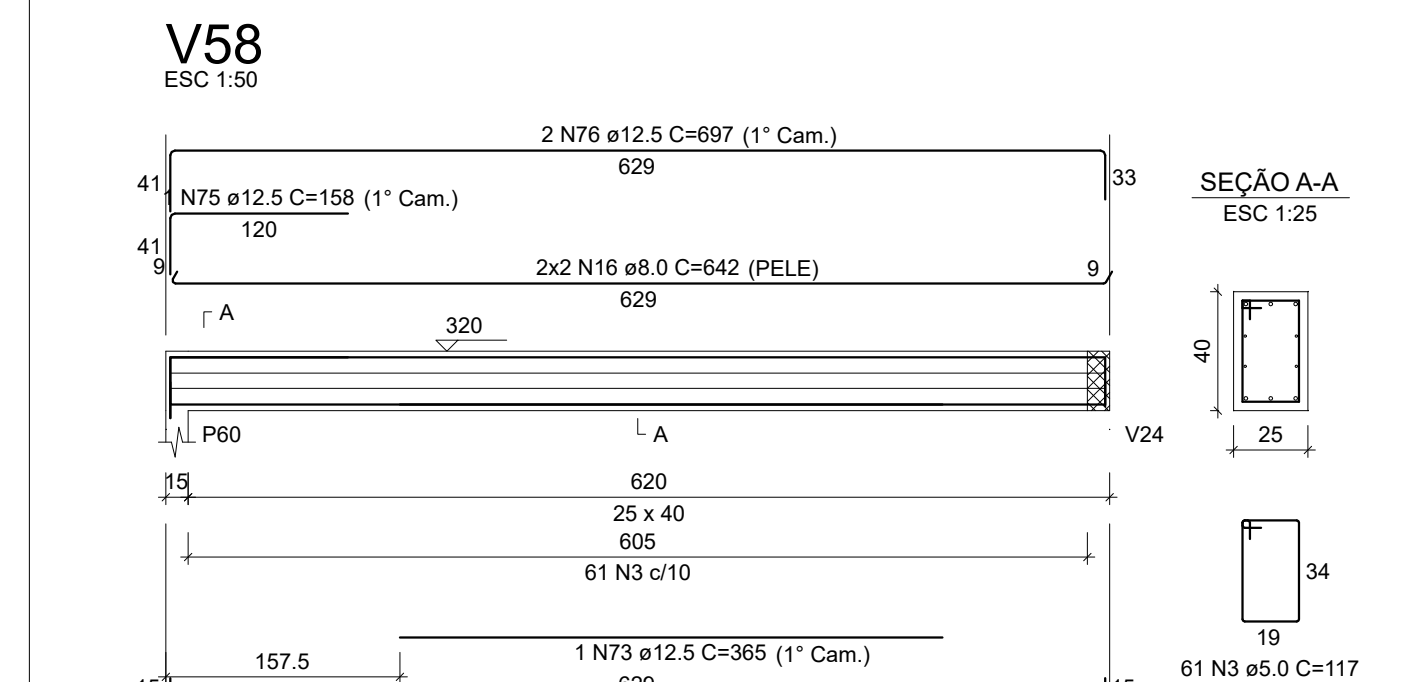 V58
ESC 1:50
2 N76 ø12.5 C=697 (1° Cam.)
629
41
33
1 N75 ø12.5 C=158 (1° Cam.)
120
41
9
2x2 N16 ø8.0 C=642 (PELE)
9
629
A
320
P60
A
V24
15
620
25 x 40
605
61 N3 c/10
1 N73 ø12.5 C=365 (1° Cam.)
157.5
SEÇÃO A-A
ESC 1:25
40
25
34
19
61 N3 ø5.0 C=117